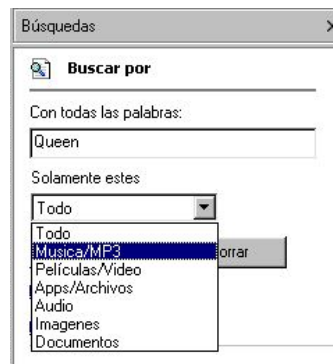 Búsquedas
Buscar por
Con todas las palabras:
Queen
Solamente estes
Todo
Todo
Musica/MP3
orrar
Películas/Video
Apps/Archivos
Audio
Imagenes
Documentos